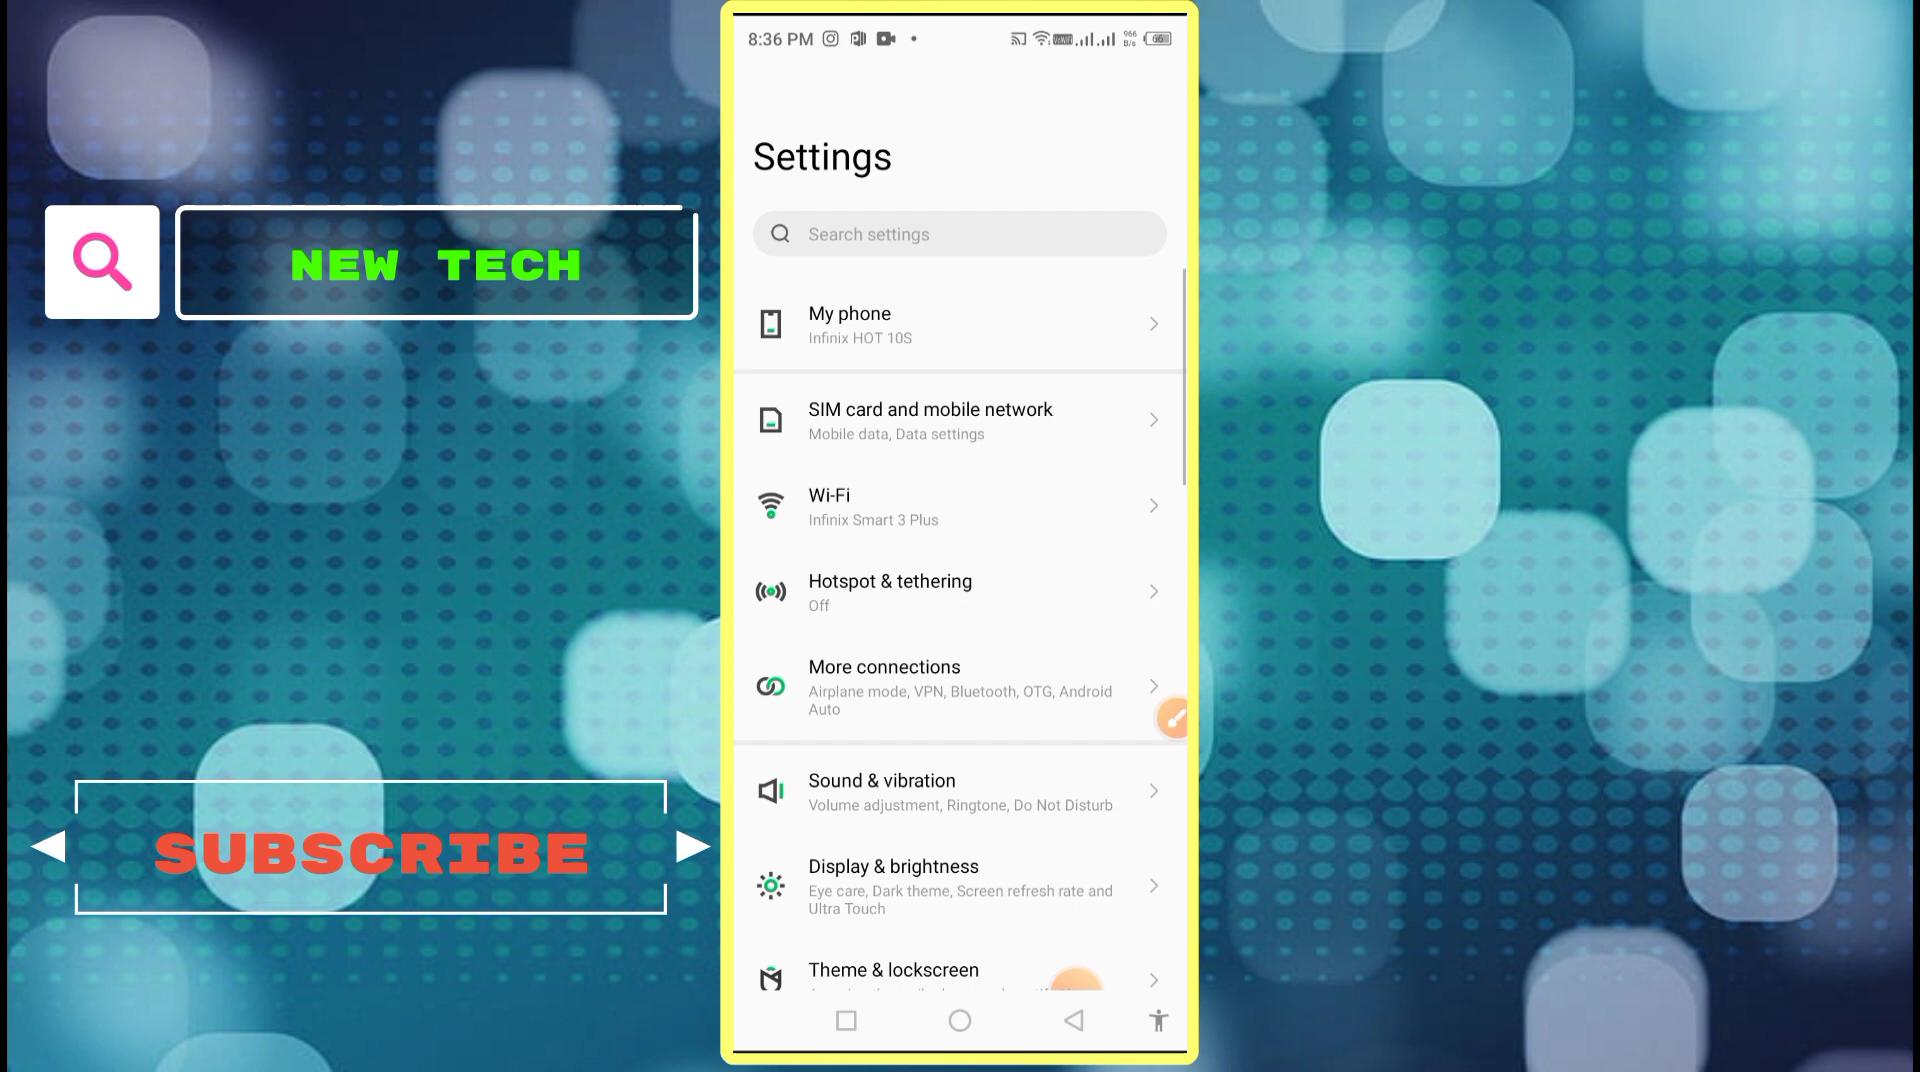 8:36 PM
966
B/s
66
Settings
Search settings
My phone
Infinix HOT 10S
SIM card and mobile network
Mobile data, Data settings
Wi-Fi
Infinix Smart 3 Plus
Hotspot & tethering
Off
More connections
Airplane mode, VPN, Bluetooth, OTG, Android
Auto
Sound & vibration
Volume adjustment, Ringtone, Do Not Disturb
Display & brightness
Eye care, Dark theme, Screen refresh rate and
Ultra Touch
Theme & lockscreen
NEW TECH
SUBSCRIBE